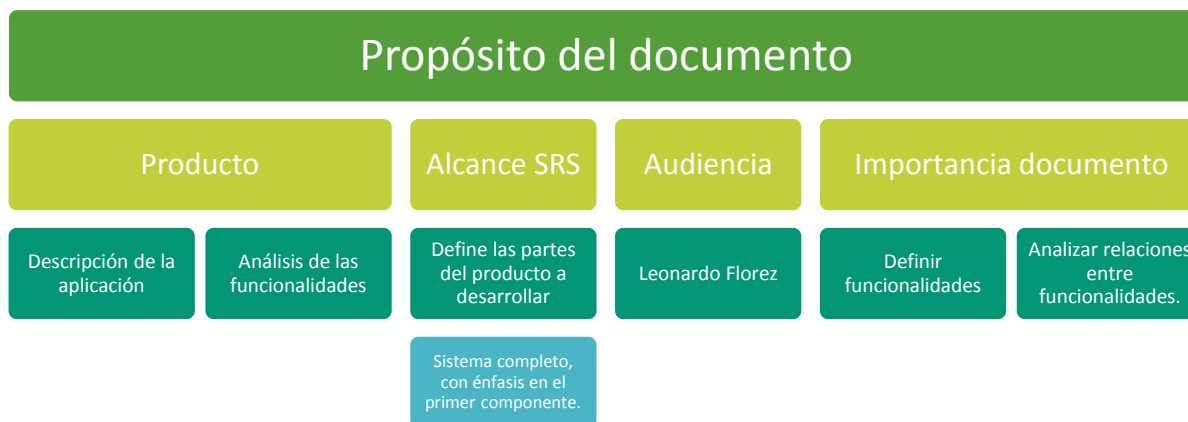 Propósito del documento
Producto
Alcance SRS
Audiencia
Importancia documento
Descripción de la
aplicación
Análisis de las
funcionalidades
Define las partes
del producto a
desarrollar
Leonardo Florez
Definir
funcionalidades
Analizar relaciones
entre
funcionalidades.
Sistema completo,
con énfasis en el
primer componente.